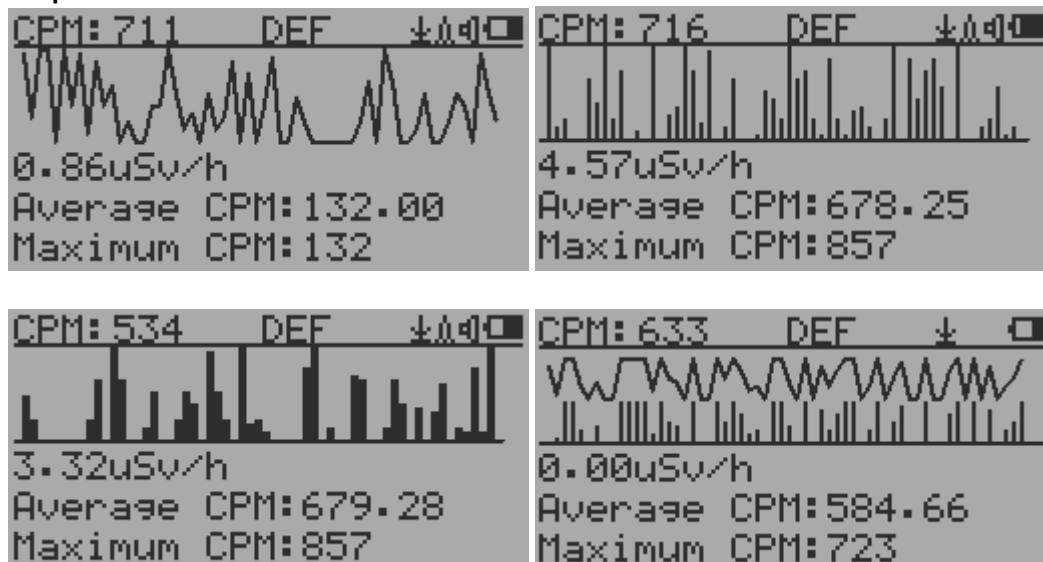 CPM:711 DEF
0.86uSv/h
Average CPM:132.00
Maximum CPM:132
CPM:716 DEF
4.57uSv/h
Average CPM:678.25
Maximum CPM:857
CPM:534 DEF
3.32uSv/h
Average CPM:679.28
Maximum CPM:857
CPM:633 DEF
0.00uSv/h
Average CPM:584.66
Maximum CPM:723